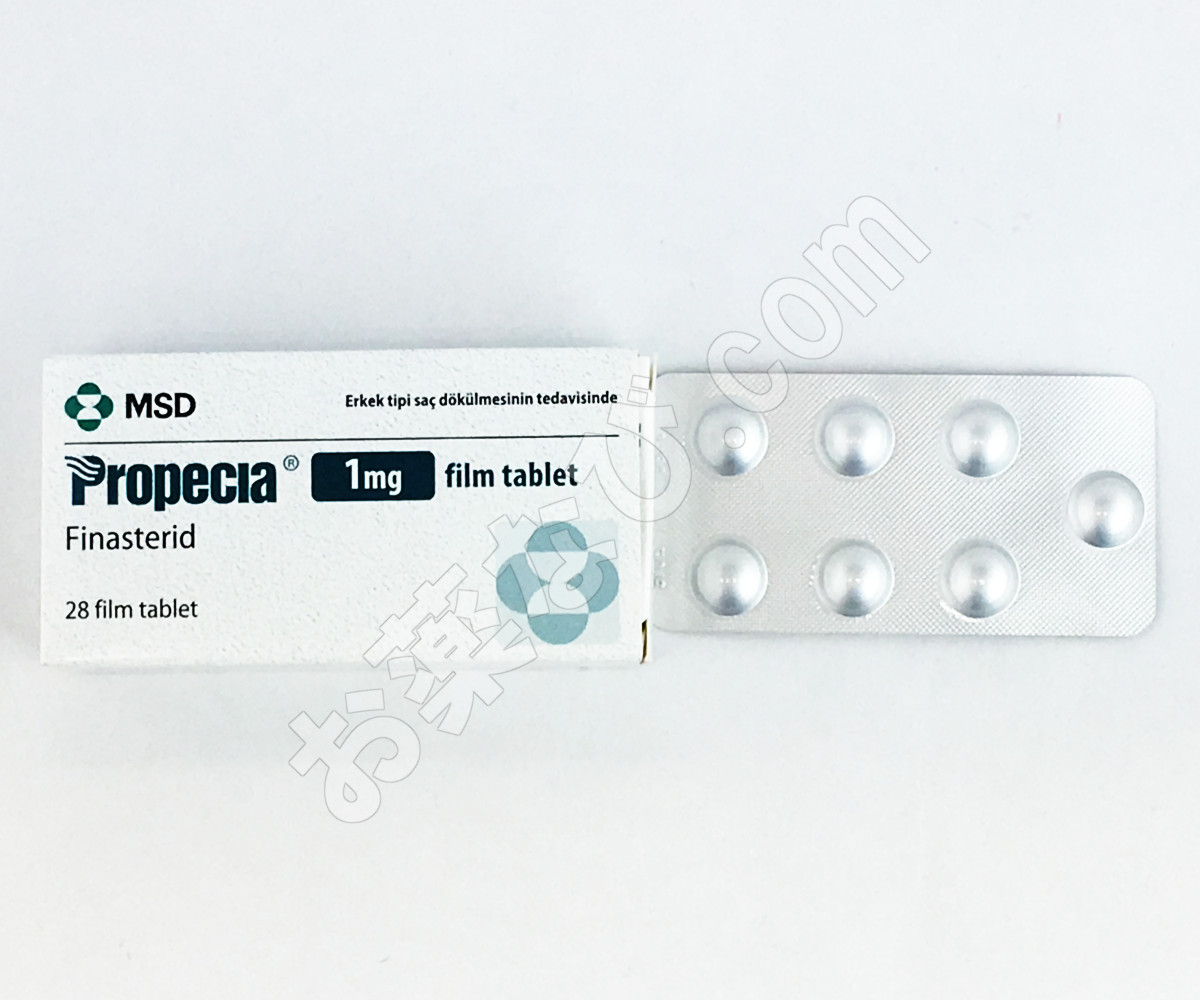 MSD
Erkek tipi saç dökülmesinin tedavisinde
Propecia® 1mg film tablet
Finasterid
28 film tablet
お薬なび.com